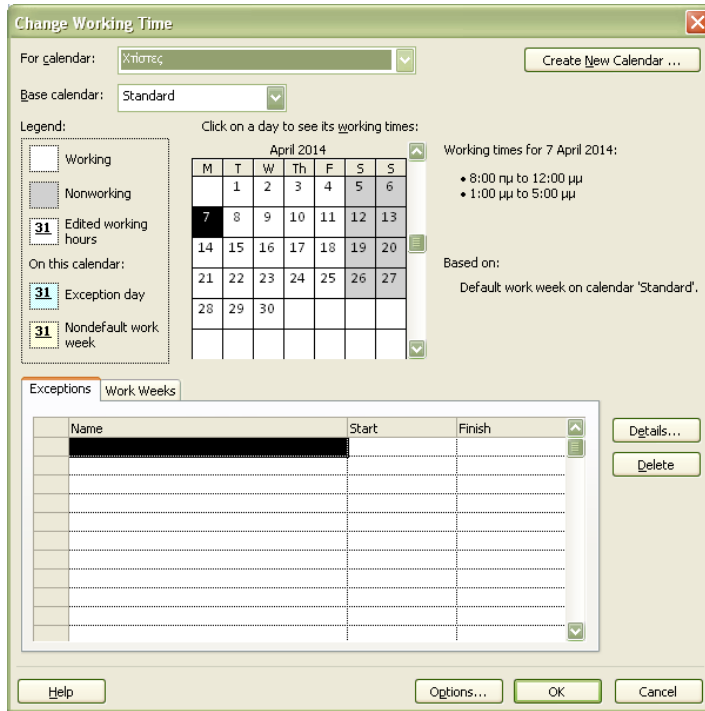 Change Working Time
For calendar: Χτίστες
Create New Calendar ...
Base calendar: Standard
Legend:
Working
Nonworking
31 Edited working
hours
On this calendar:
31 Exception day
31 Nondefault work
week
Click on a day to see its working times:
April 2014
M T W Th F S S
1 2 3 4 5 6
7 8 9 10 11 12 13
14 15 16 17 18 19 20
21 22 23 24 25 26 27
28 29 30
Working times for 7 April 2014:
• 8:00 πμ to 12:00 μμ
• 1:00 μμ to 5:00 μμ
Based on:
Default work week on calendar 'Standard'.
Exceptions Work Weeks
Name Start Finish
Details...
Delete
Help Options... OK Cancel